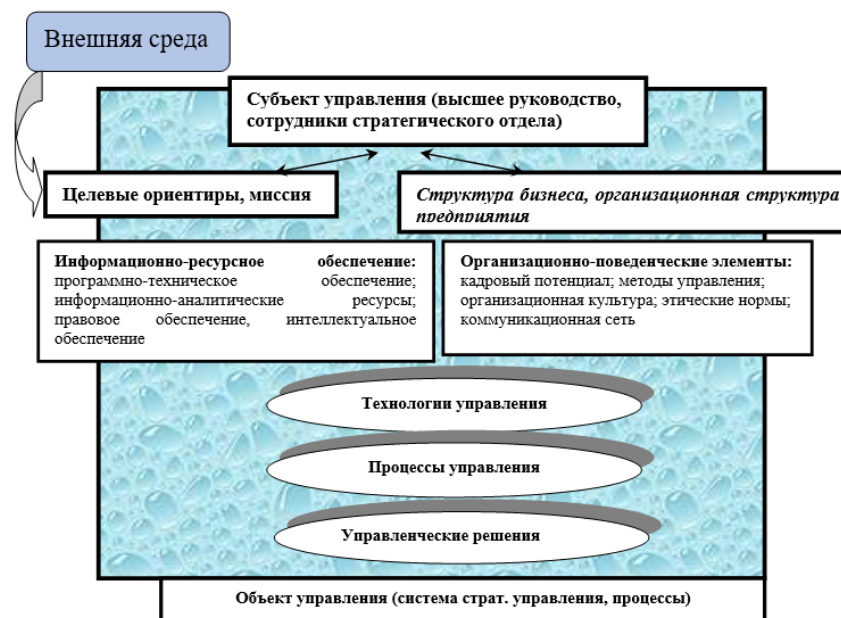 Внешняя среда
Субъект управления (высшее руководство,
сотрудники стратегического отдела)
Целевые ориентиры, миссия
Структура бизнеса, организационная структура
предприятия
Информационно-ресурсное обеспечение:
программно-техническое обеспечение;
информационно-аналитические ресурсы;
правовое обеспечение, интеллектуальное
обеспечение
Организационно-поведенческие элементы:
кадровый потенциал; методы управления;
организационная культура; этические нормы;
коммуникационная сеть
Технологии управления
Процессы управления
Управленческие решения
Объект управления (система страт. управления, процессы)